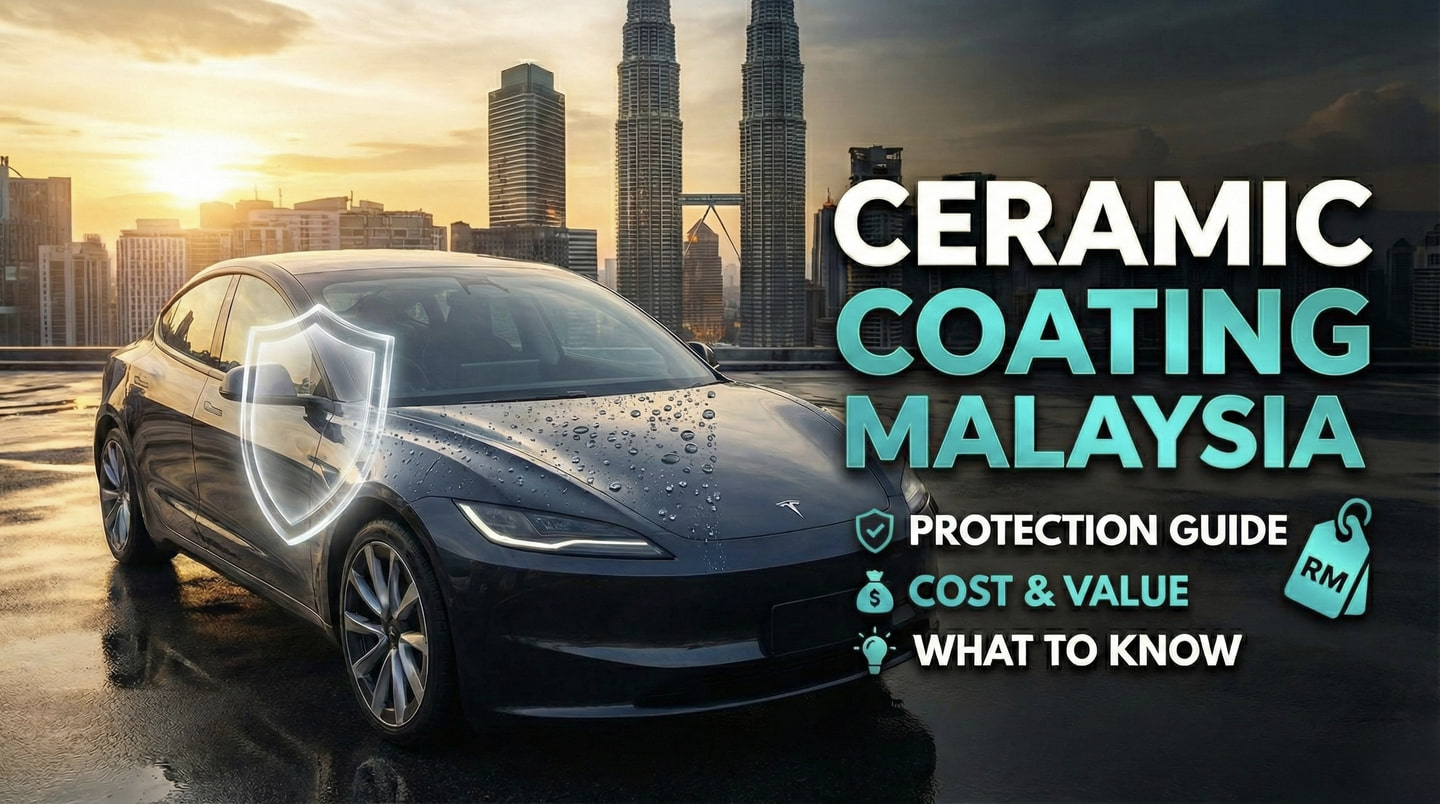 CERAMIC
COATING
MALAYSIA
PROTECTION GUIDE
$ COST & VALUE
WHAT TO KNOW
RM